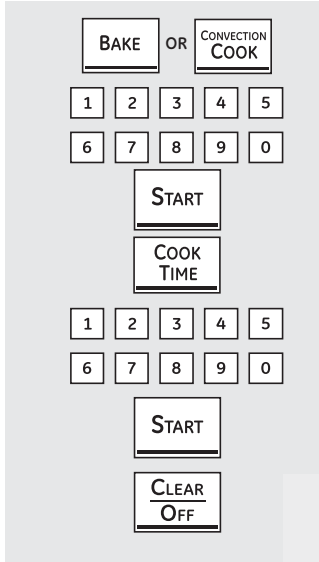 BAKE OR CONVECTION COOK
1 2 3 4 5
6 7 8 9 0
START
COOK
TIME
1 2 3 4 5
6 7 8 9 0
START
CLEAR
OFF